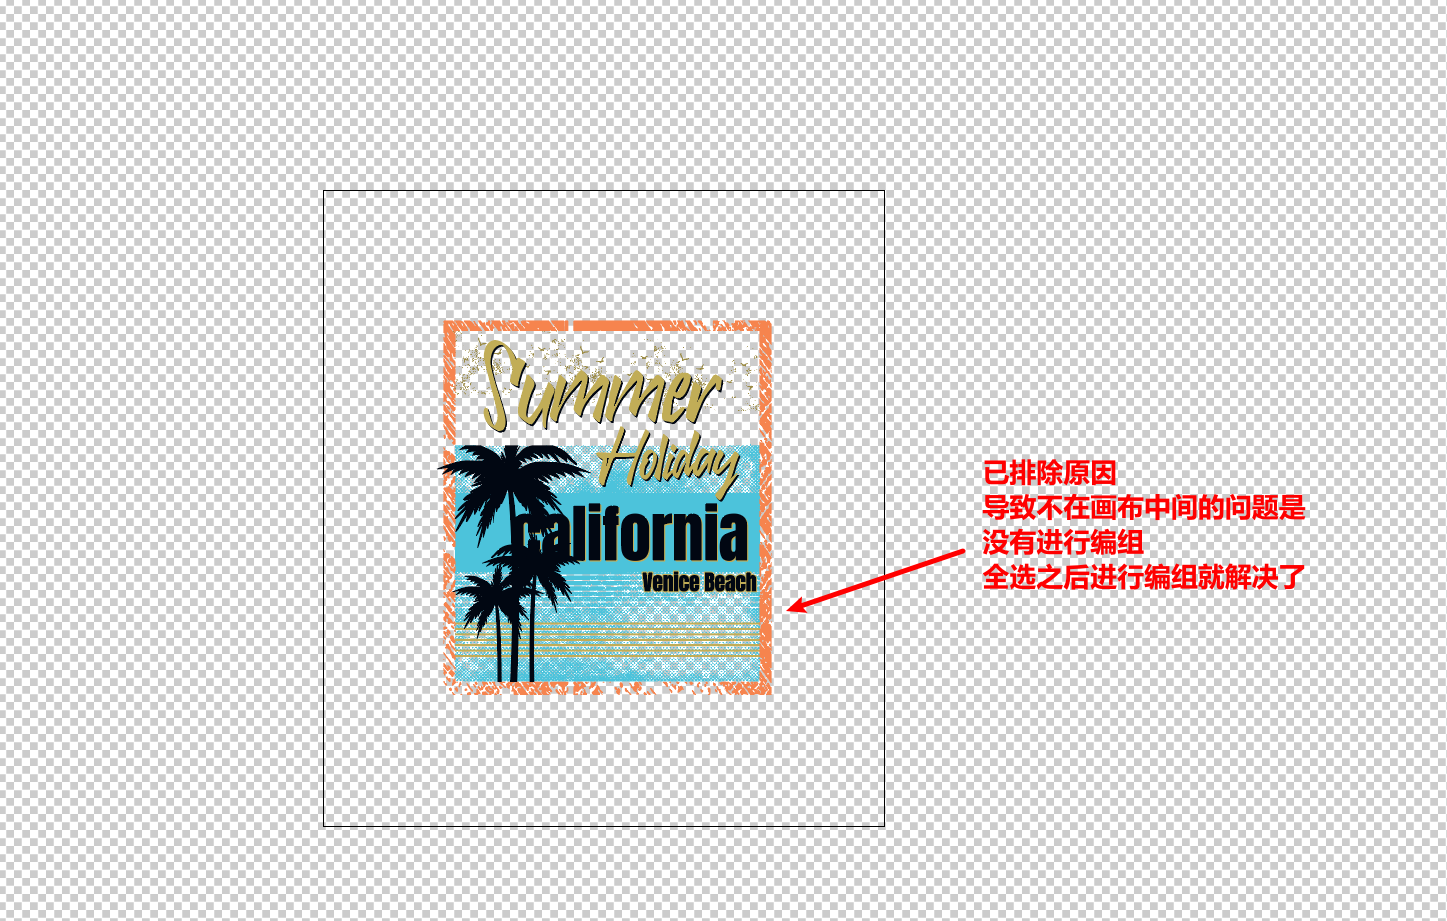 Summer
Holiday
california
Venice Beach
已排除原因
导致不在画布中间的问题是
没有进行编组
全选之后进行编组就解决了